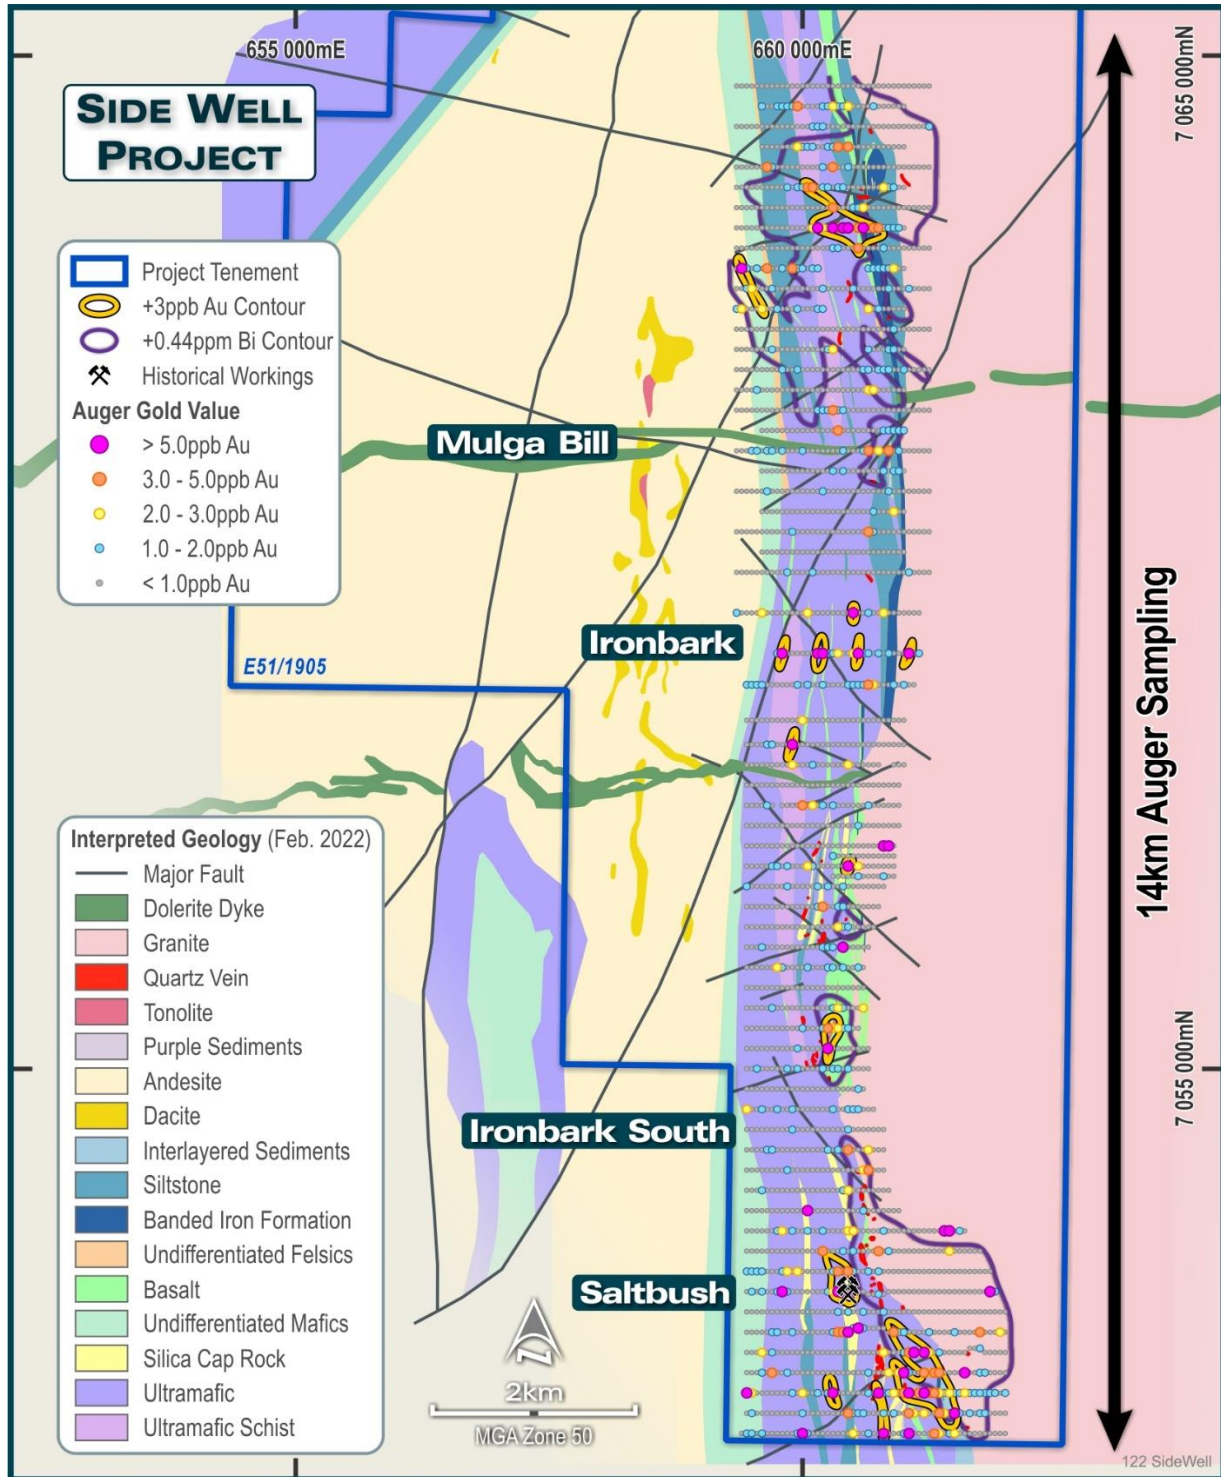 655 000mE
660 000mE
7 065 000mN
SIDE WELL
PROJECT
Project Tenement
+3ppb Au Contour
+0.44ppm Bi Contour
Historical Workings
Auger Gold Value
> 5.0ppb Au
3.0 - 5.0ppb Au
2.0 - 3.0ppb Au
1.0 - 2.0ppb Au
< 1.0ppb Au
Mulga Bill
Ironbark
E51/1905
14km Auger Sampling
Interpreted Geology (Feb. 2022)
Major Fault
Dolerite Dyke
Granite
Quartz Vein
Tonolite
Purple Sediments
Andesite
Dacite
Interlayered Sediments
Siltstone
Banded Iron Formation
Undifferentiated Felsics
Basalt
Undifferentiated Mafics
Silica Cap Rock
Ultramafic
Ultramafic Schist
7 055 000mN
Ironbark South
Saltbush
N
2km
MGA Zone 50
122 SideWell